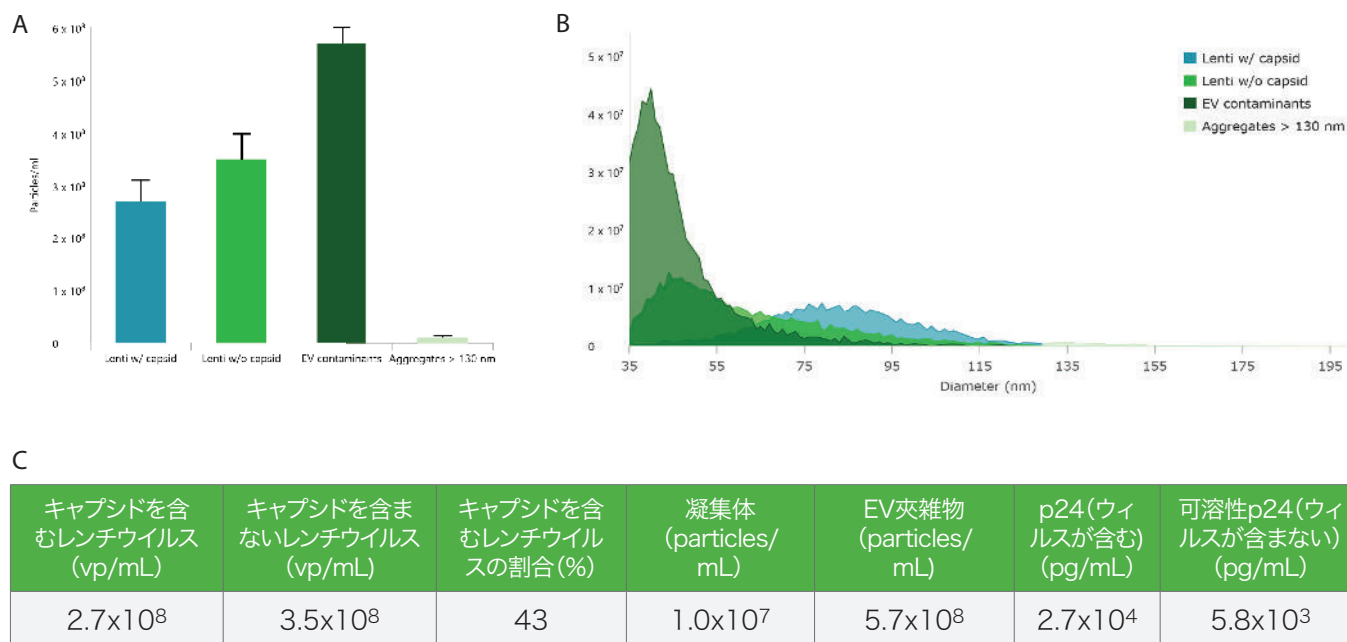 A
6 x 10⁸
5 x 10⁸
4 x 10⁸
3 x 10⁸
2 x 10⁸
1 x 10⁸
0
Particles/ml
Lenti w/ capsid
Lenti w/o capsid
EV contaminants
Aggregates > 130 nm
B
5 x 10⁷
4 x 10⁷
3 x 10⁷
2 x 10⁷
1 x 10⁷
0
35 55 75 95 115 135 155 175 195
Diameter (nm)
Lenti w/ capsid
Lenti w/o capsid
EV contaminants
Aggregates > 130 nm
C
キャプシドを含
むレンチウイルス
(vp/mL)
キャプシドを含ま
ないレンチウイルス
(vp/mL)
キャプシドを含
むレンチウイル
スの割合(%)
凝集体
(particles/
mL)
EV夾雑物
(particles/
mL)
p24(ウィ
ルスが含む)
(pg/mL)
可溶性p24(ウィ
ルスが含まない)
(pg/mL)
2.7x10⁸
3.5x10⁸
43
1.0x10⁷
5.7x10⁸
2.7x10⁴
5.8x10³